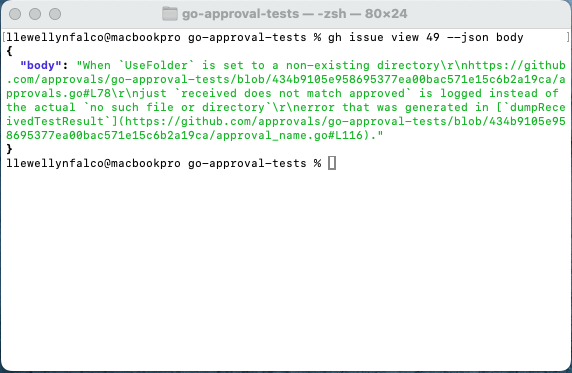 go-approval-tests — -zsh — 80×24
[llewellynfalco@macbookpro go-approval-tests % gh issue view 49 --json body ]
{
"body": "When `UseFolder` is set to a non-existing directory\r\nhttps://github
.com/approvals/go-approval-tests/blob/434b9105e958695377ea00bac571e15c6b2a19ca/a
pprovals.go#L78\r\njust `received does not match approved` is logged instead of
the actual `no such file or directory`\r\nerror that was generated in [`dumpRece
ivedTestResult`](https://github.com/approvals/go-approval-tests/blob/434b9105e95
8695377ea00bac571e15c6b2a19ca/approval_name.go#L116)."
}
llewellynfalco@macbookpro go-approval-tests %